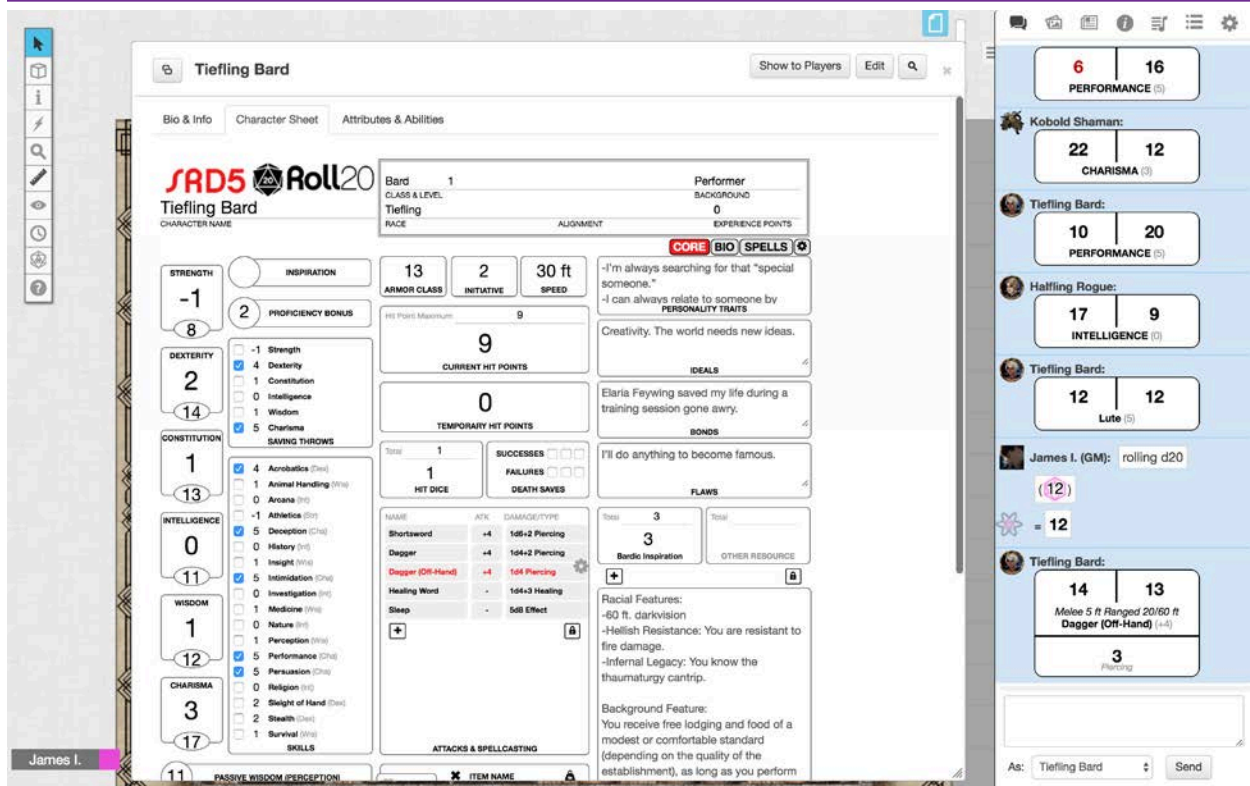 Tiefling Bard
Show to Players
Edit
Bio & Info
Character Sheet
Attributes & Abilities
SRD5 Roll20
Tiefling Bard
CHARACTER NAME
Bard 1
CLASS & LEVEL
Performer
BACKGROUND
Tiefling
RACE
ALIGNMENT
0
EXPERIENCE POINTS
CORE
BIO
SPELLS
STRENGTH
-1
8
DEXTERITY
2
14
CONSTITUTION
1
13
INTELLIGENCE
0
11
WISDOM
1
12
CHARISMA
3
17
INSPIRATION
2 PROFICIENCY BONUS
-1 Strength
4 Dexterity
1 Constitution
0 Intelligence
1 Wisdom
5 Charisma
SAVING THROWS
4 Acrobatics (Dex)
1 Animal Handling (Wis)
0 Arcana (Int)
-1 Athletics (Str)
5 Deception (Cha)
0 History (Int)
1 Insight (Wis)
5 Intimidation (Cha)
0 Investigation (Int)
1 Medicine (Wis)
0 Nature (Int)
1 Perception (Wis)
5 Performance (Cha)
5 Persuasion (Cha)
0 Religion (Int)
2 Sleight of Hand (Dex)
2 Stealth (Dex)
1 Survival (Wis)
SKILLS
11 PASSIVE WISDOM (PERCEPTION)
13
ARMOR CLASS
2
INITIATIVE
30 ft
SPEED
Hit Point Maximum 9
9
CURRENT HIT POINTS
0
TEMPORARY HIT POINTS
Total 1
1
HIT DICE
SUCCESSES
FAILURES
DEATH SAVES
NAME ATK DAMAGE/TYPE
Shortsword +4 1d6+2 Piercing
Dagger +4 1d4+2 Piercing
Dagger (Off-Hand) +4 1d4 Piercing
Healing Word - 1d4+3 Healing
Sleep - 5d8 Effect
ATTACKS & SPELLCASTING
ITEM NAME
-I'm always searching for that "special
someone."
-I can always relate to someone by
PERSONALITY TRAITS
Creativity. The world needs new ideas.
IDEALS
Elaria Feywing saved my life during a
training session gone awry.
BONDS
I'll do anything to become famous.
FLAWS
Total 3
3
Bardic Inspiration
Total
OTHER RESOURCE
Racial Features:
-60 ft. darkvision
-Hellish Resistance: You are resistant to
fire damage.
-Infernal Legacy: You know the
thaumaturgy cantrip.
Background Feature:
You receive free lodging and food of a
modest or comfortable standard
(depending on the quality of the
establishment), as long as you perform
James I.
6 16
PERFORMANCE (5)
Kobold Shaman:
22 12
CHARISMA (3)
Tiefling Bard:
10 20
PERFORMANCE (5)
Halfling Rogue:
17 9
INTELLIGENCE (0)
Tiefling Bard:
12 12
Lute (5)
James I. (GM): rolling d20
(12)
= 12
Tiefling Bard:
14 13
Melee 5 ft Ranged 20/60 ft
Dagger (Off-Hand) (+4)
3
Piercing
As: Tiefling Bard
Send